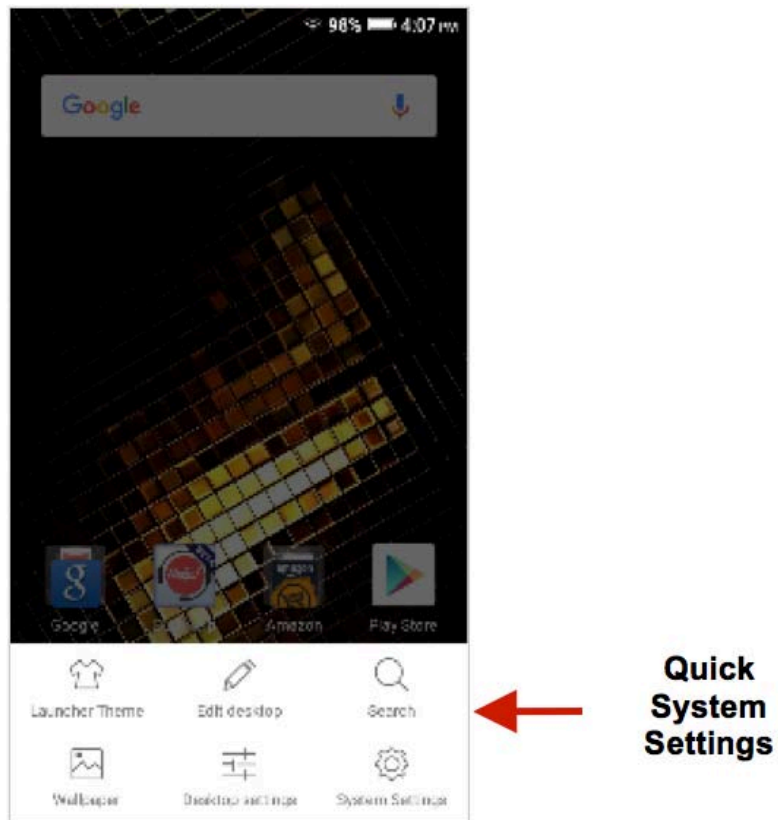 98% 4:07 PM
Google
Google
Amazon
Play Store
Launcher Theme
Edit desktop
Search
Wallpaper
Desktop settings
System Settings
Quick
System
Settings